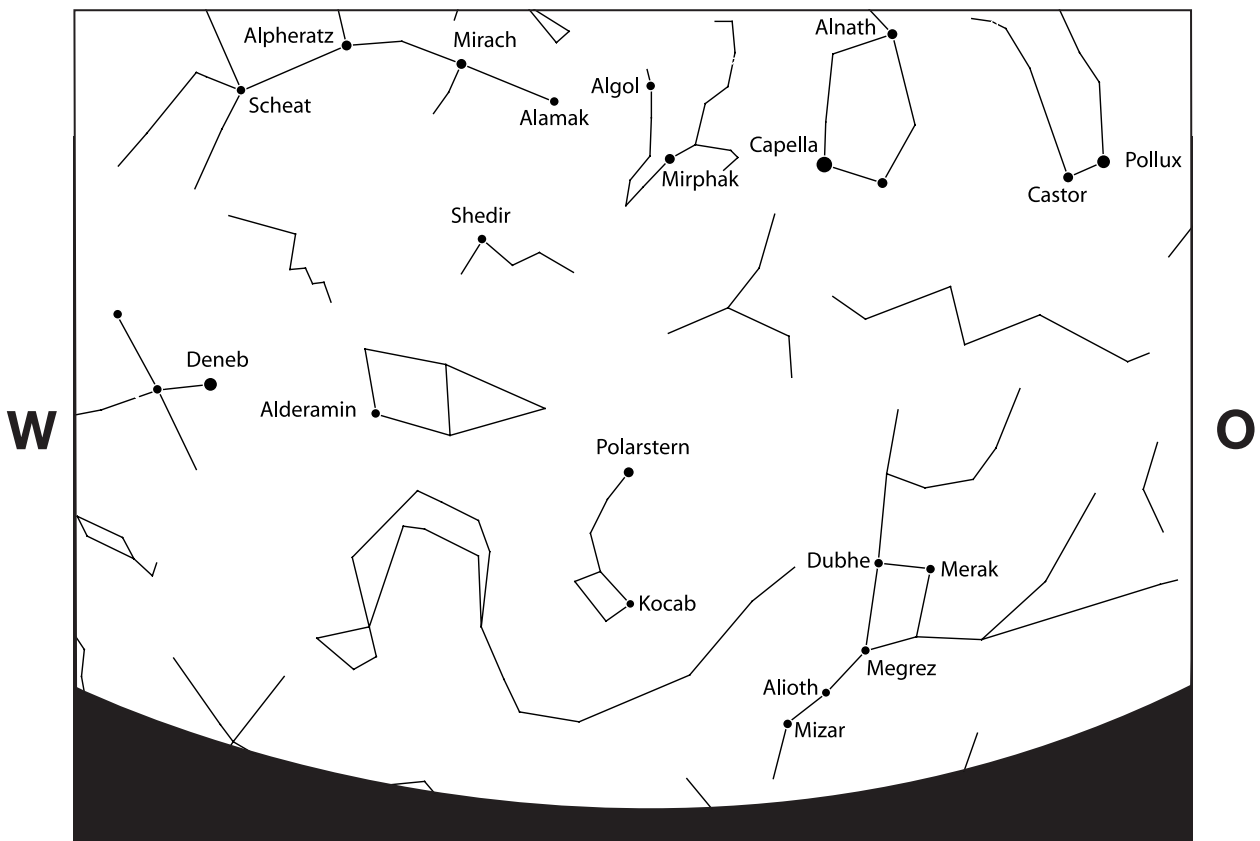 Alnath
Alpheratz
Mirach
Algol
Scheat
Alamak
Capella
Pollux
Mirphak
Castor
Shedir
Deneb
Alderamin
W
O
Polarstern
Dubhe
Merak
Kocab
Megrez
Alioth
Mizar